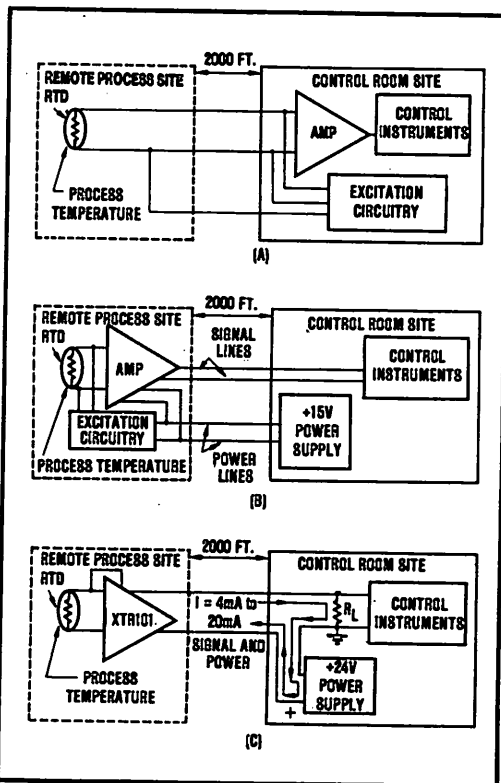 2000 FT.
REMOTE PROCESS SITE
RTD
CONTROL ROOM SITE
AMP
CONTROL
INSTRUMENTS
PROCESS
TEMPERATURE
EXCITATION
CIRCUITRY
(A)
2000 FT.
REMOTE PROCESS SITE
RTD
SIGNAL
LINES
CONTROL ROOM SITE
AMP
CONTROL
INSTRUMENTS
EXCITATION
CIRCUITRY
+15V
POWER
SUPPLY
PROCESS TEMPERATURE
POWER
LINES
(B)
2000 FT.
REMOTE PROCESS SITE
RTD
CONTROL ROOM SITE
XTR101
I = 4mA to
20mA
RL
CONTROL
INSTRUMENTS
SIGNAL AND
POWER
PROCESS
TEMPERATURE
+24V
POWER
SUPPLY
+
(C)